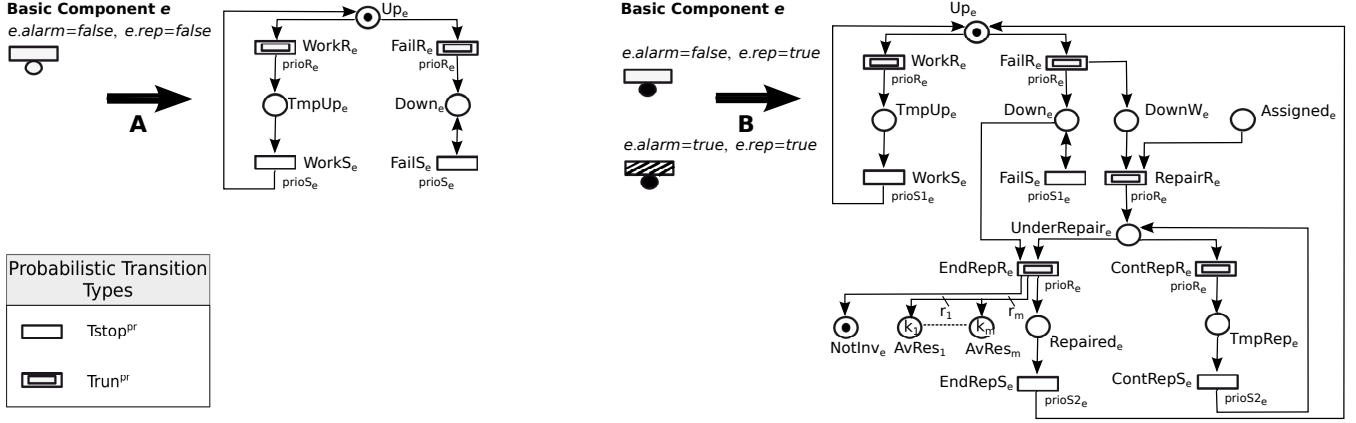 Basic Component e
e.alarm=false, e.rep=false
A
Up_e
WorkR_e
prioR_e
FailR_e
prioR_e
TmpUp_e
Down_e
WorkS_e
prioS_e
FailS_e
prioS_e
Probabilistic Transition
Types
Tstop^pr
Trun^pr
Basic Component e
e.alarm=false, e.rep=true
B
e.alarm=true, e.rep=true
Up_e
WorkR_e
prioR_e
FailR_e
prioR_e
TmpUp_e
Down_e
DownW_e
Assigned_e
WorkS_e
prioS1_e
FailS_e
prioS1_e
RepairR_e
prioR_e
UnderRepair_e
EndRepR_e
prioR_e
ContRepR_e
prioR_e
r_1
r_m
k_1
k_m
NotInv_e
AvRes_1
AvRes_m
Repaired_e
TmpRep_e
EndRepS_e
prioS2_e
ContRepS_e
prioS2_e